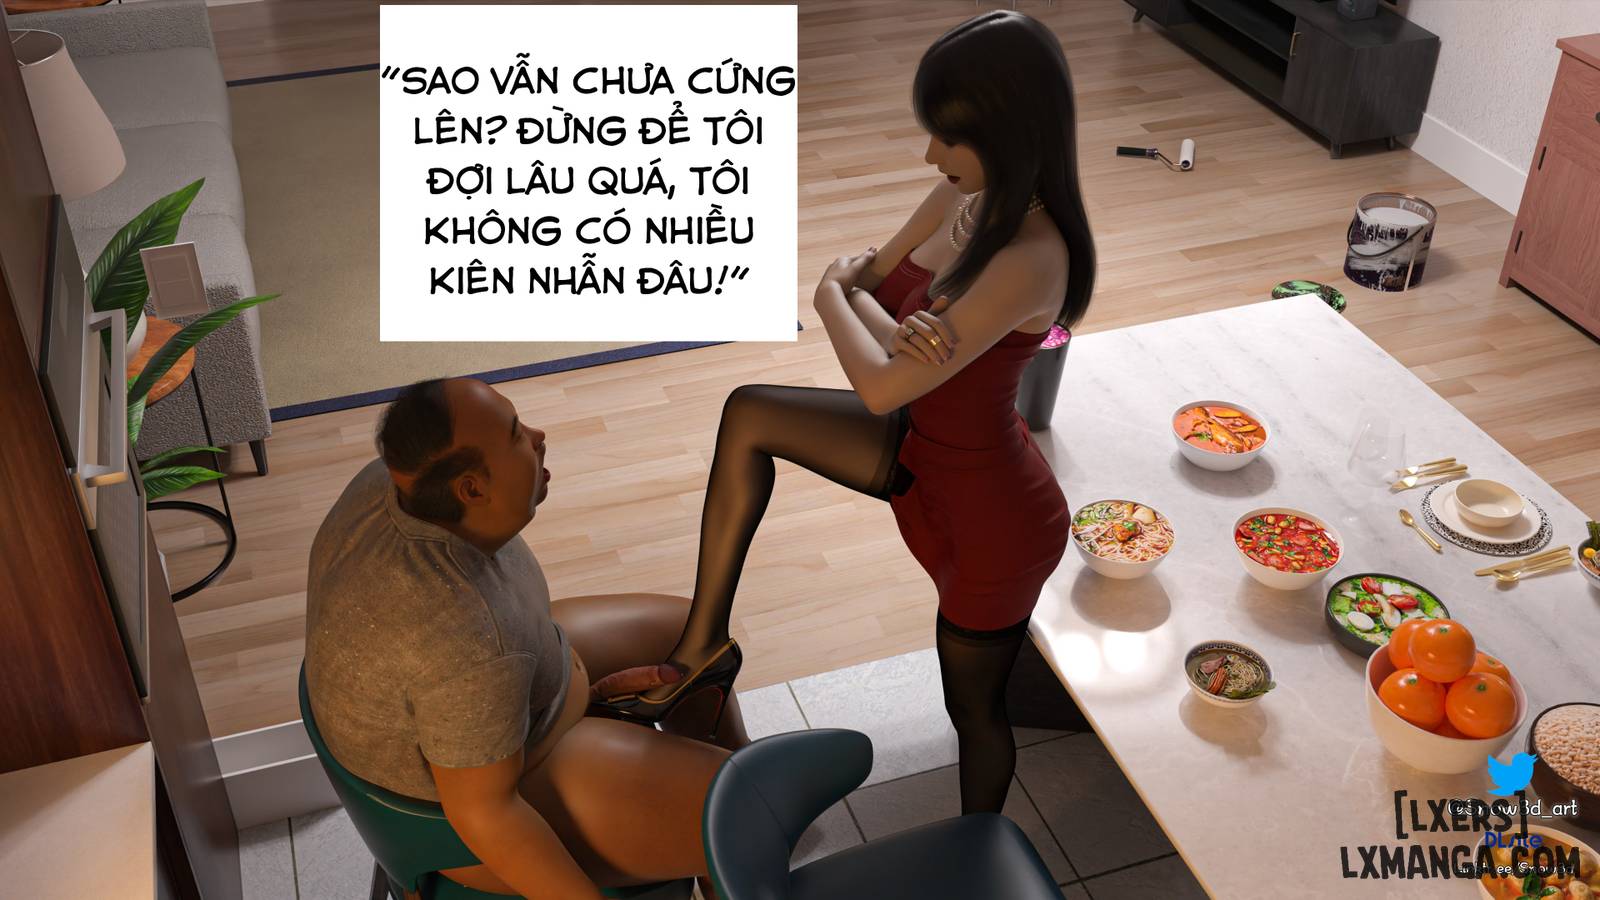 "SAO VẪN CHƯA CỨNG
LÊN? ĐỪNG ĐỂ TÔI
ĐỢI LÂU QUÁ, TÔI
KHÔNG CÓ NHIỀU
KIÊN NHẪN ĐÂU!"
@Snow3d_art
[LXERS]
DLsite
LXMANGA.COM